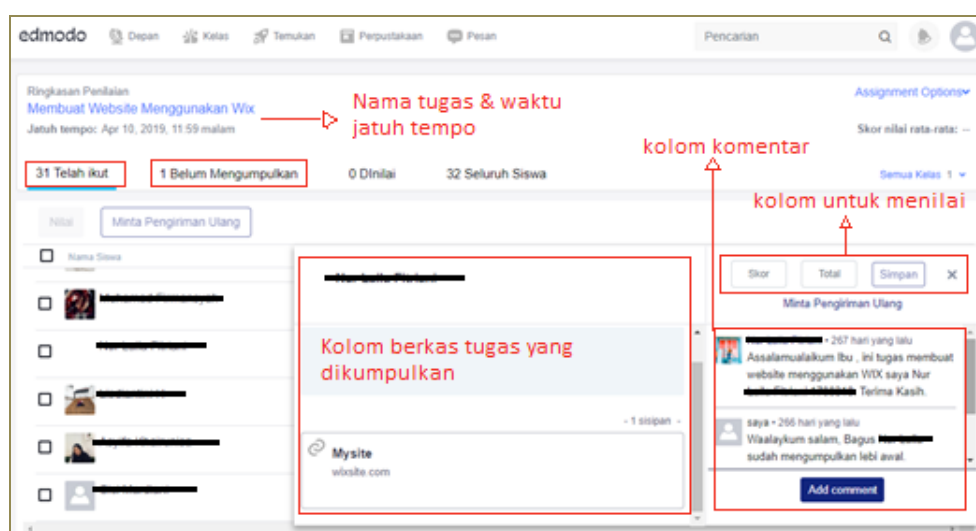 edmodo Depan Kelas Temukan Perpustakaan Pesan Pencarian
Ringkasan Penilaian
Membuat Website Menggunakan Wix
Jatuh tempo: Apr 10, 2019, 11:59 malam
Assignment Options
Skor nilai rata-rata: --
Nama tugas & waktu
jatuh tempo
kolom komentar
31 Telah ikut 1 Belum Mengumpulkan 0 DInilai 32 Seluruh Siswa Semua Kelas 1
kolom untuk menilai
Nilai Minta Pengiriman Ulang
Nama Siswa
Skor Total Simpan
Minta Pengiriman Ulang
Kolom berkas tugas yang
dikumpulkan
- 1 sisipan -
Mysite
wixsite.com
• 267 hari yang lalu
Assalamualaikum Ibu , ini tugas membuat
website menggunakan WIX saya Nur
Terima Kasih.
saya • 266 hari yang lalu
Waalaykum salam, Bagus
sudah mengumpulkan lebi awal.
Add comment